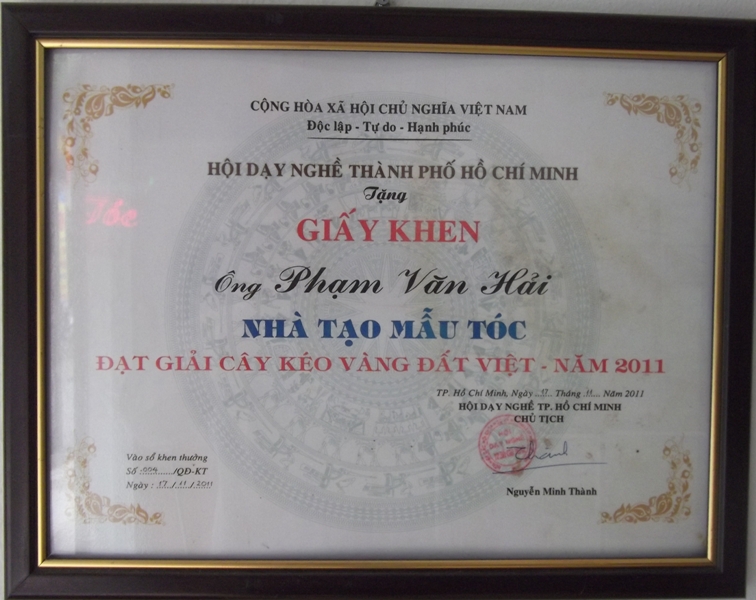 CỘNG HÒA XÃ HỘI CHỦ NGHĨA VIỆT NAM
Độc lập - Tự do - Hạnh phúc
HỘI DẠY NGHỀ THÀNH PHỐ HỒ CHÍ MINH
Tặng
Tóc
GIẤY KHEN
Ông Phạm Văn Hải
NHÀ TẠO MẪU TÓC
ĐẠT GIẢI CÂY KÉO VÀNG ĐẤT VIỆT - NĂM 2011
TP. Hồ Chí Minh, Ngày ..17.. Tháng .11... Năm 2011
HỘI DẠY NGHỀ TP. HỒ CHÍ MINH
CHỦ TỊCH
Thành
Nguyễn Minh Thành
Vào sổ khen thưởng
Số .004......./QĐ-KT
Ngày : 17 / 11 / 2011